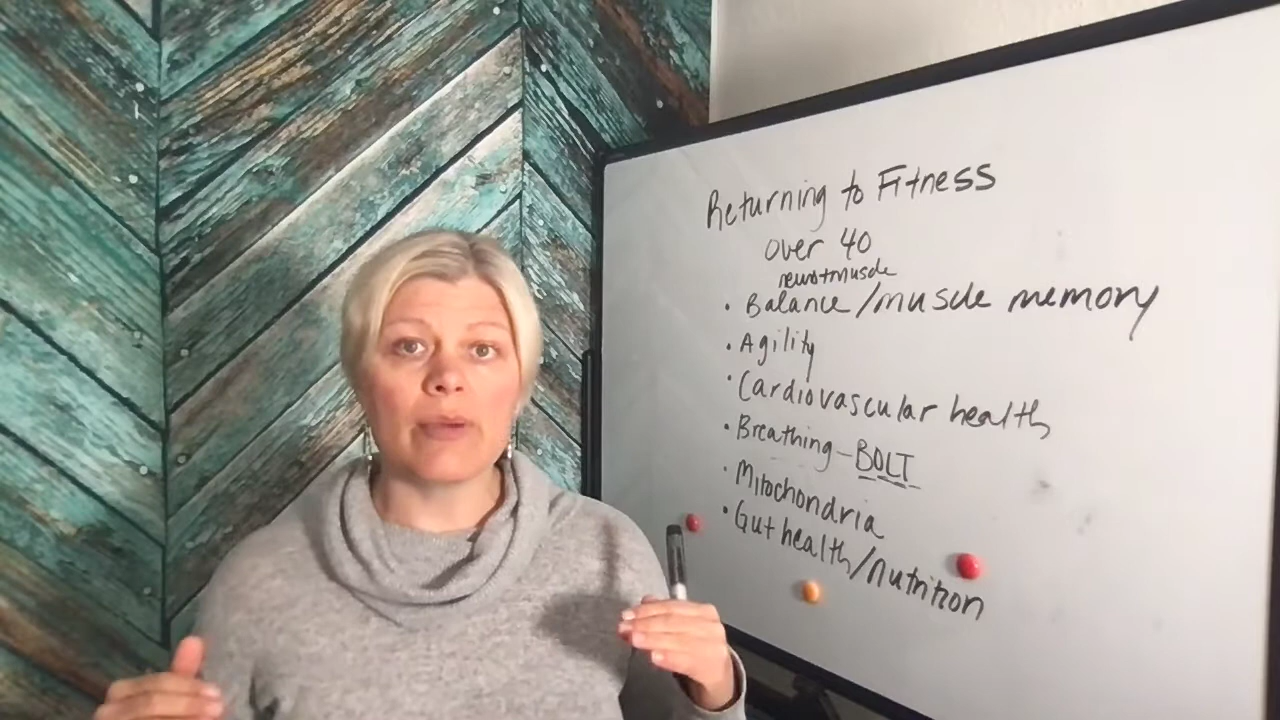 Returning to Fitness
over 40
neuro+muscle
• Balance/muscle memory
• Agility
• Cardiovascular health
• Breathing - BOLT
• Mitochondria
• Gut health/nutrition